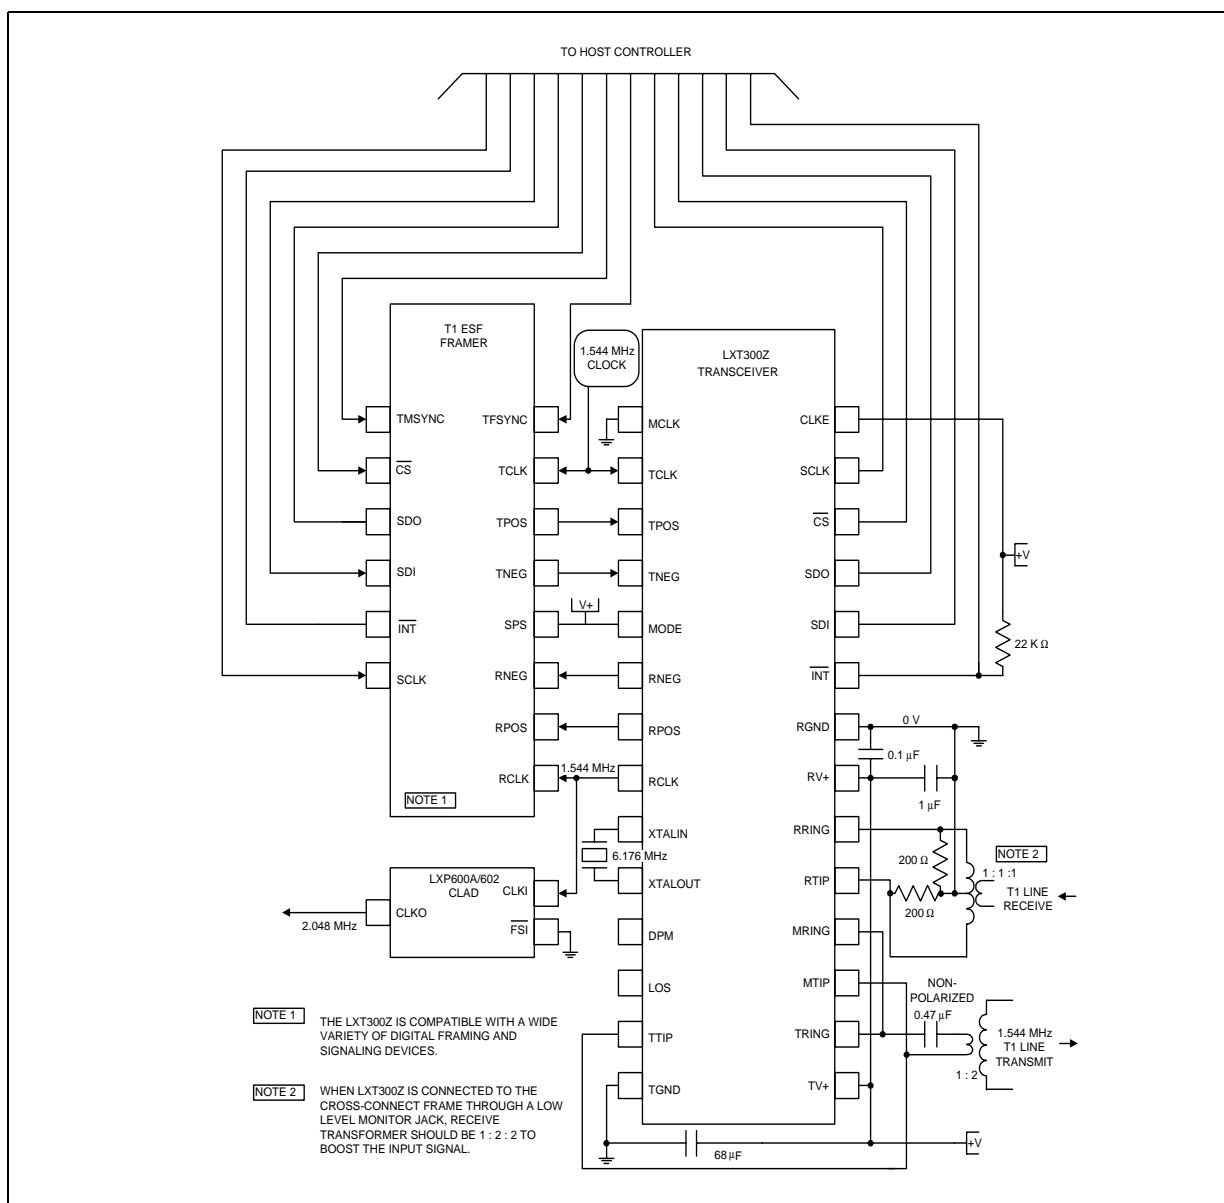 TO HOST CONTROLLER
T1 ESF
FRAMER
1.544 MHz
CLOCK
LXT300Z
TRANSCEIVER
TMSYNC
TFSYNC
MCLK
CLKE
CS
TCLK
TCLK
SCLK
SDO
TPOS
TPOS
CS
+V
SDI
TNEG
TNEG
SDO
V+
INT
SPS
MODE
SDI
22 K Ω
SCLK
RNEG
RNEG
INT
RPOS
RPOS
RGND
0 V
0.1 µF
1.544 MHz
RCLK
RCLK
RV+
NOTE 1
1 µF
XTALIN
RRING
6.176 MHz
200 Ω
NOTE 2
LXP600A/602
CLAD
CLKI
XTALOUT
RTIP
1 : 1 :1
T1 LINE
RECEIVE
CLKO
200 Ω
2.048 MHz
FSI
DPM
MRING
LOS
MTIP
NON-
POLARIZED
0.47 µF
NOTE 1
THE LXT300Z IS COMPATIBLE WITH A WIDE
VARIETY OF DIGITAL FRAMING AND
SIGNALING DEVICES.
TTIP
TRING
1.544 MHz
T1 LINE
TRANSMIT
1 : 2
NOTE 2
WHEN LXT300Z IS CONNECTED TO THE
CROSS-CONNECT FRAME THROUGH A LOW
LEVEL MONITOR JACK, RECEIVE
TRANSFORMER SHOULD BE 1 : 2 : 2 TO
BOOST THE INPUT SIGNAL.
TGND
TV+
68 µF
+V